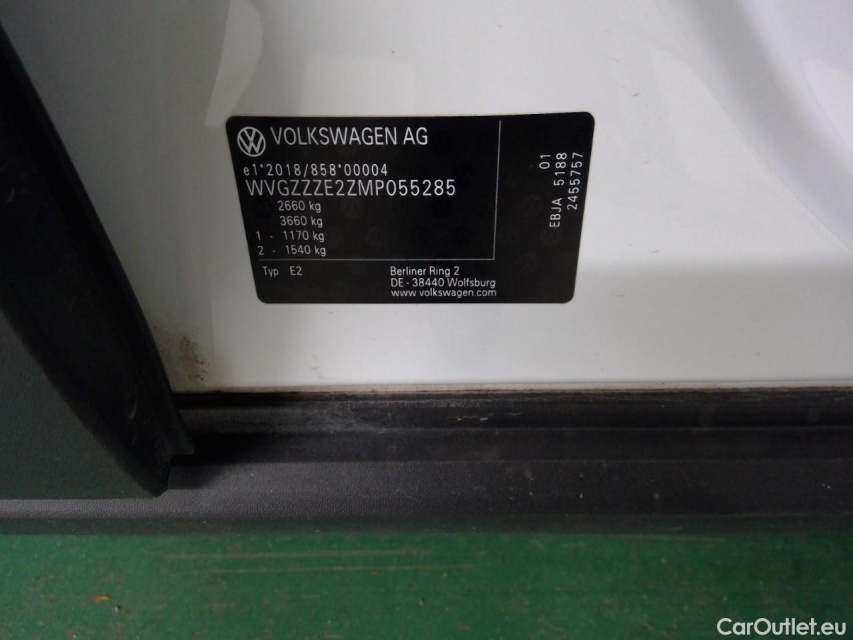 VOLKSWAGEN AG
e1*2018/858*00004
WVGZZZE2ZMP055285
2660 kg
3660 kg
1 - 1170 kg
2 - 1540 kg
Typ E2
Berliner Ring 2
DE - 38440 Wolfsburg
www.volkswagen.com
01
EBJA 5188
2455757
CarOutlet.eu